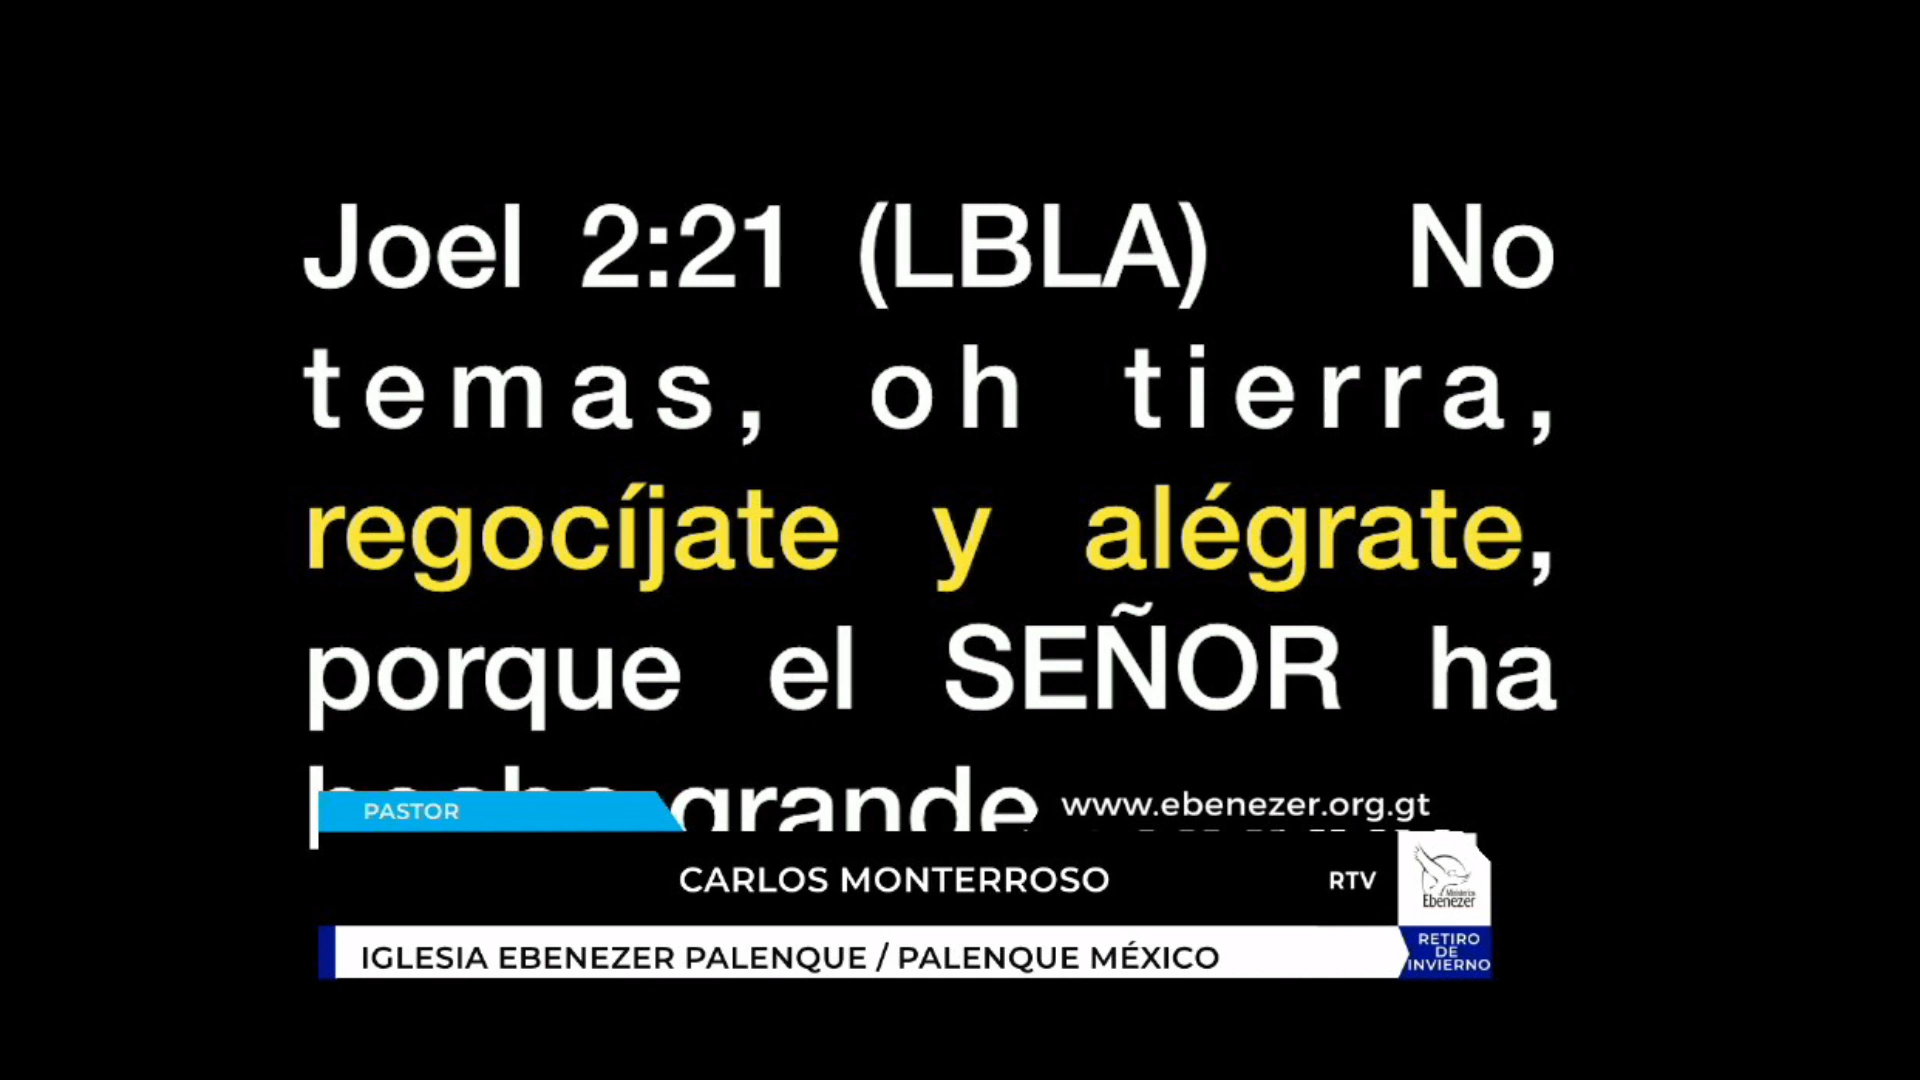 Joel 2:21 (LBLA) No
temas, oh tierra,
regocíjate y alégrate,
porque el SEÑOR ha
grande
www.ebenezer.org.gt
PASTOR
CARLOS MONTERROSO
RTV
Ministerios
Ebenezer
IGLESIA EBENEZER PALENQUE / PALENQUE MÉXICO
RETIRO
DE
INVIERNO